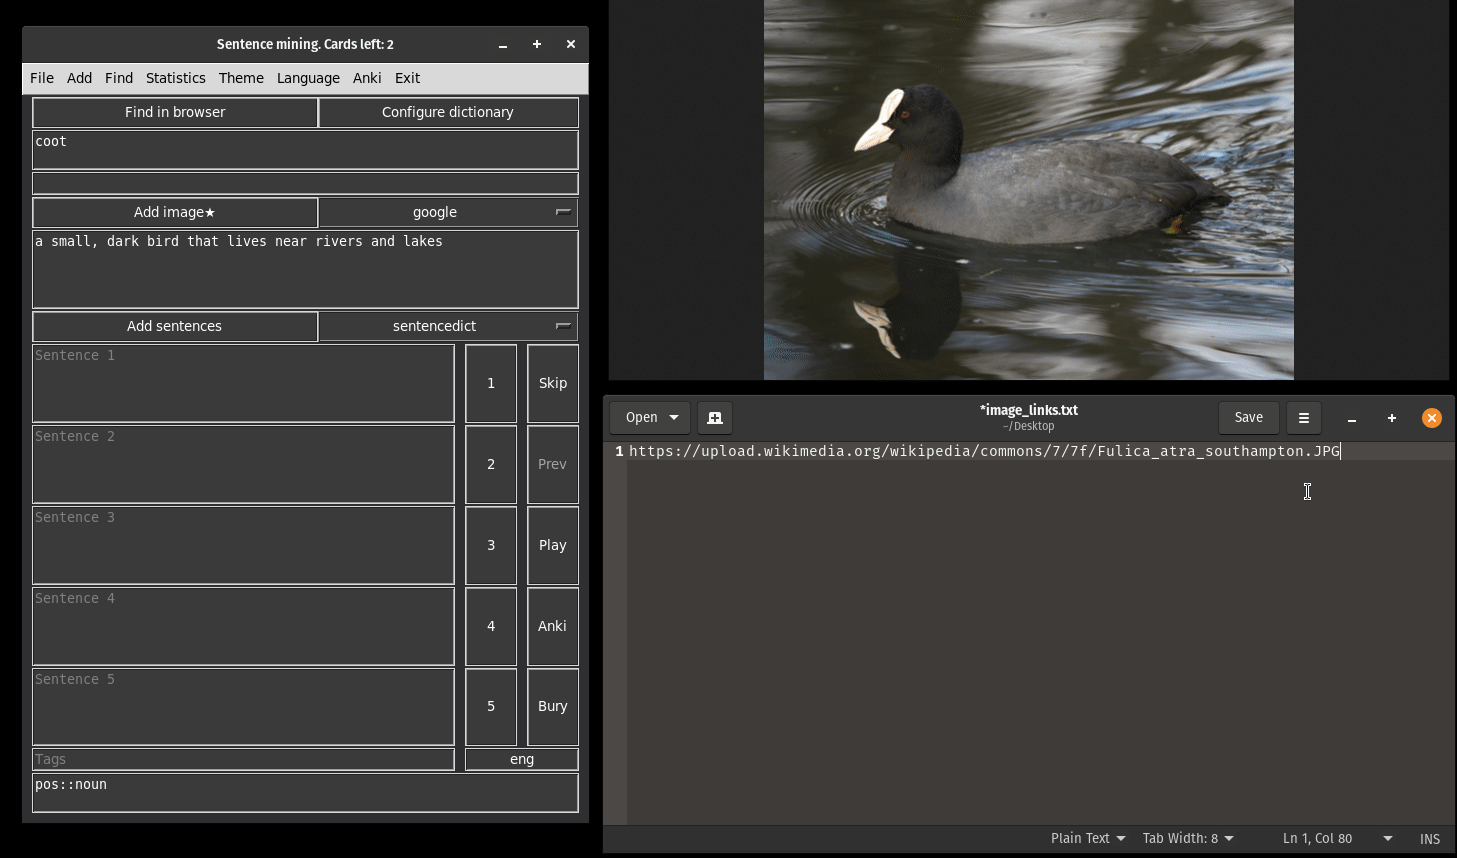 Sentence mining. Cards left: 2
File Add Find Statistics Theme Language Anki Exit
Find in browser Configure dictionary
coot
Add image★ google
a small, dark bird that lives near rivers and lakes
Add sentences sentencedict
Sentence 1 1 Skip
Sentence 2 2 Prev
Sentence 3 3 Play
Sentence 4 4 Anki
Sentence 5 5 Bury
Tags eng
pos::noun
Open *image_links.txt Save
~/Desktop
1 https://upload.wikimedia.org/wikipedia/commons/7/7f/Fulica_atra_southampton.JPG
Plain Text Tab Width: 8 Ln 1, Col 80 INS